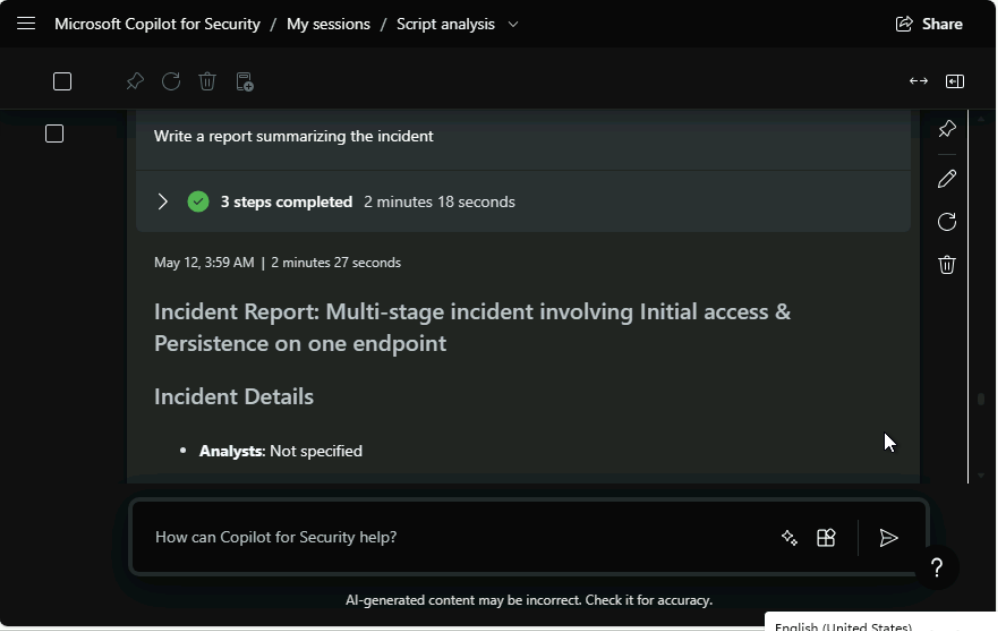 Microsoft Copilot for Security / My sessions / Script analysis
Share
Write a report summarizing the incident
3 steps completed 2 minutes 18 seconds
May 12, 3:59 AM | 2 minutes 27 seconds
Incident Report: Multi-stage incident involving Initial access &
Persistence on one endpoint
Incident Details
• Analysts: Not specified
How can Copilot for Security help?
?
AI-generated content may be incorrect. Check it for accuracy.
English (United States)